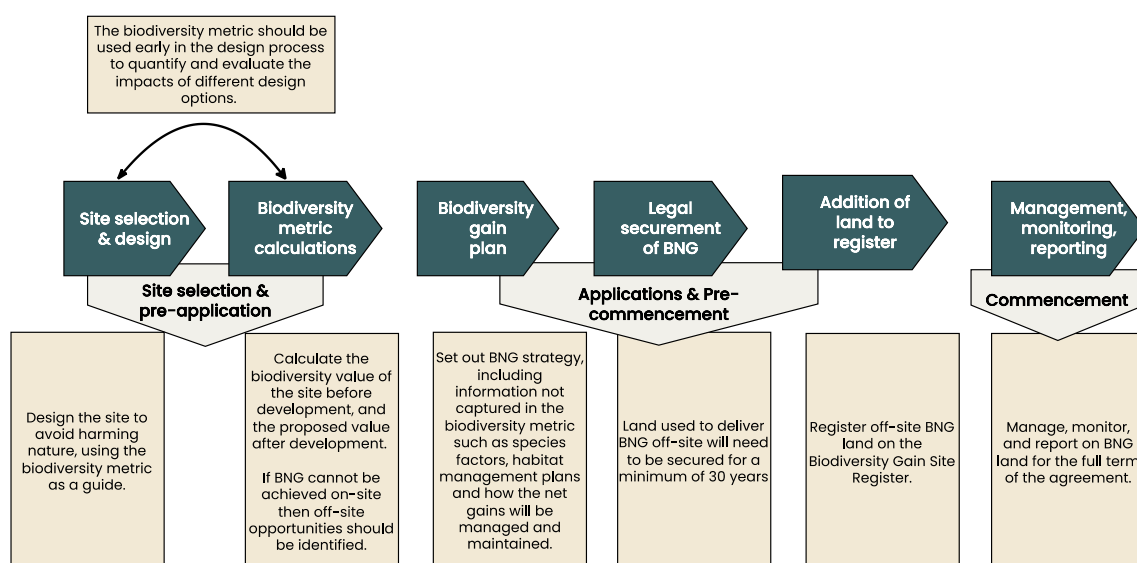 The biodiversity metric should be
used early in the design process
to quantify and evaluate the
impacts of different design
options.
Site selection
& design
Biodiversity
metric
calculations
Biodiversity
gain
plan
Legal
securement
of BNG
Addition of
land to
register
Management,
monitoring,
reporting
Site selection &
pre-application
Applications & Pre-
commencement
Commencement
Design the site to
avoid harming
nature, using the
biodiversity metric
as a guide.
Calculate the
biodiversity value of
the site before
development, and
the proposed value
after development.
If BNG cannot be
achieved on-site
then off-site
opportunities should
be identified.
Set out BNG strategy,
including
information not
captured in the
biodiversity metric
such as species
factors, habitat
management plans
and how the net
gains will be
managed and
maintained.
Land used to deliver
BNG off-site will need
to be secured for a
minimum of 30 years
Register off-site BNG
land on the
Biodiversity Gain Site
Register.
Manage, monitor,
and report on BNG
land for the full term
of the agreement.